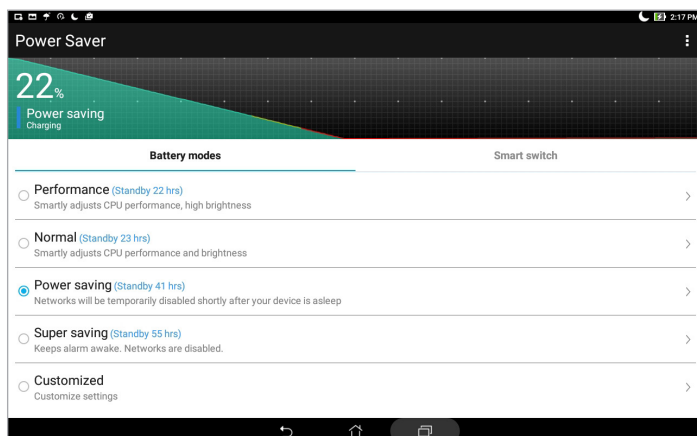 2:17 PM
Power Saver
22%
Power saving
Charging
Battery modes
Smart switch
Performance (Standby 22 hrs)
Smartly adjusts CPU performance, high brightness
Normal (Standby 23 hrs)
Smartly adjusts CPU performance and brightness
Power saving (Standby 41 hrs)
Networks will be temporarily disabled shortly after your device is asleep
Super saving (Standby 55 hrs)
Keeps alarm awake. Networks are disabled.
Customized
Customize settings